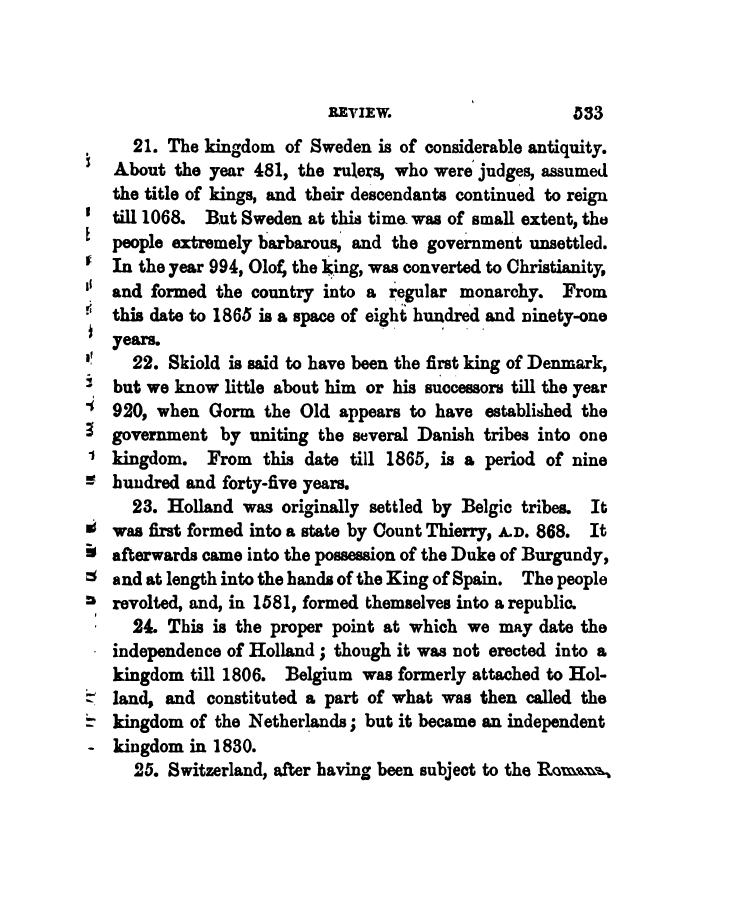 REVIEW. 533
21. The kingdom of Sweden is of considerable antiquity.
About the year 481, the rulers, who were judges, assumed
the title of kings, and their descendants continued to reign
till 1068. But Sweden at this time was of small extent, the
people extremely barbarous, and the government unsettled.
In the year 994, Olof, the king, was converted to Christianity,
and formed the country into a regular monarchy. From
this date to 1865 is a space of eight hundred and ninety-one
years.
22. Skiold is said to have been the first king of Denmark,
but we know little about him or his successors till the year
920, when Gorm the Old appears to have established the
government by uniting the several Danish tribes into one
kingdom. From this date till 1865, is a period of nine
hundred and forty-five years.
23. Holland was originally settled by Belgic tribes. It
was first formed into a state by Count Thierry, A.D. 868. It
afterwards came into the possession of the Duke of Burgundy,
and at length into the hands of the King of Spain. The people
revolted, and, in 1581, formed themselves into a republic.
24. This is the proper point at which we may date the
independence of Holland; though it was not erected into a
kingdom till 1806. Belgium was formerly attached to Hol-
land, and constituted a part of what was then called the
kingdom of the Netherlands; but it became an independent
kingdom in 1830.
25. Switzerland, after having been subject to the Romans,